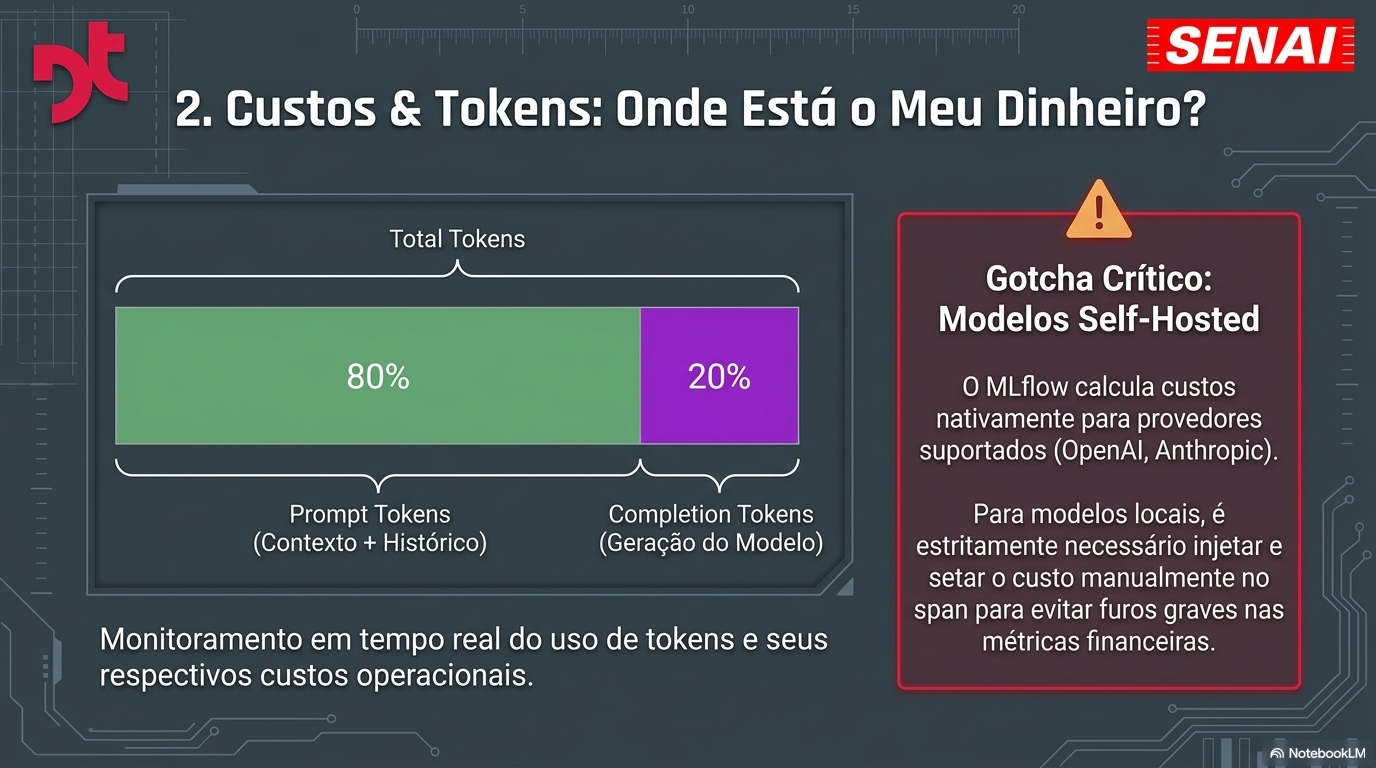 0 5 10 15 20
Dt
SENAI
2. Custos & Tokens: Onde Está o Meu Dinheiro?
Total Tokens
80%
20%
Prompt Tokens
(Contexto + Histórico)
Completion Tokens
(Geração do Modelo)
Monitoramento em tempo real do uso de tokens e seus
respectivos custos operacionais.
Gotcha Crítico:
Modelos Self-Hosted
O MLflow calcula custos
nativamente para provedores
suportados (OpenAI, Anthropic).
Para modelos locais, é
estritamente necessário injetar e
setar o custo manualmente no
span para evitar furos graves nas
métricas financeiras.
NotebookLM